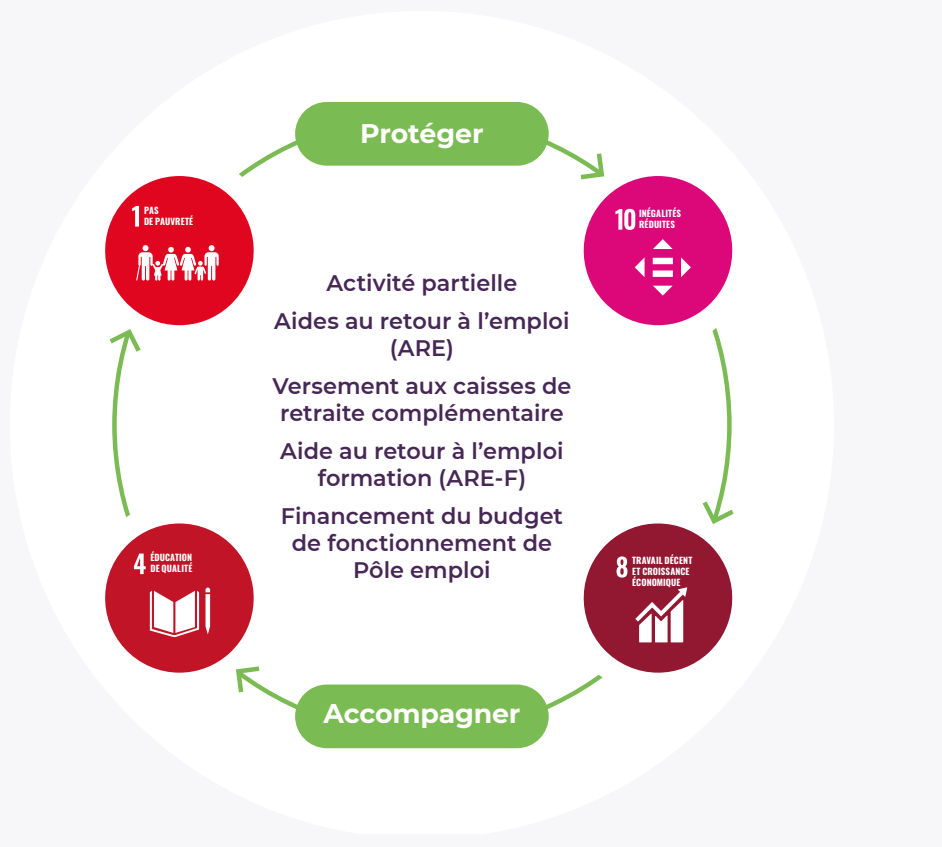 Protéger
1 PAS
DE PAUVRETÉ
10 INÉGALITÉS
RÉDUITES
Activité partielle
Aides au retour à l’emploi
(ARE)
Versement aux caisses de
retraite complémentaire
Aide au retour à l’emploi
formation (ARE-F)
Financement du budget
de fonctionnement de
Pôle emploi
4 ÉDUCATION
DE QUALITÉ
8 TRAVAIL DÉCENT
ET CROISSANCE
ÉCONOMIQUE
Accompagner